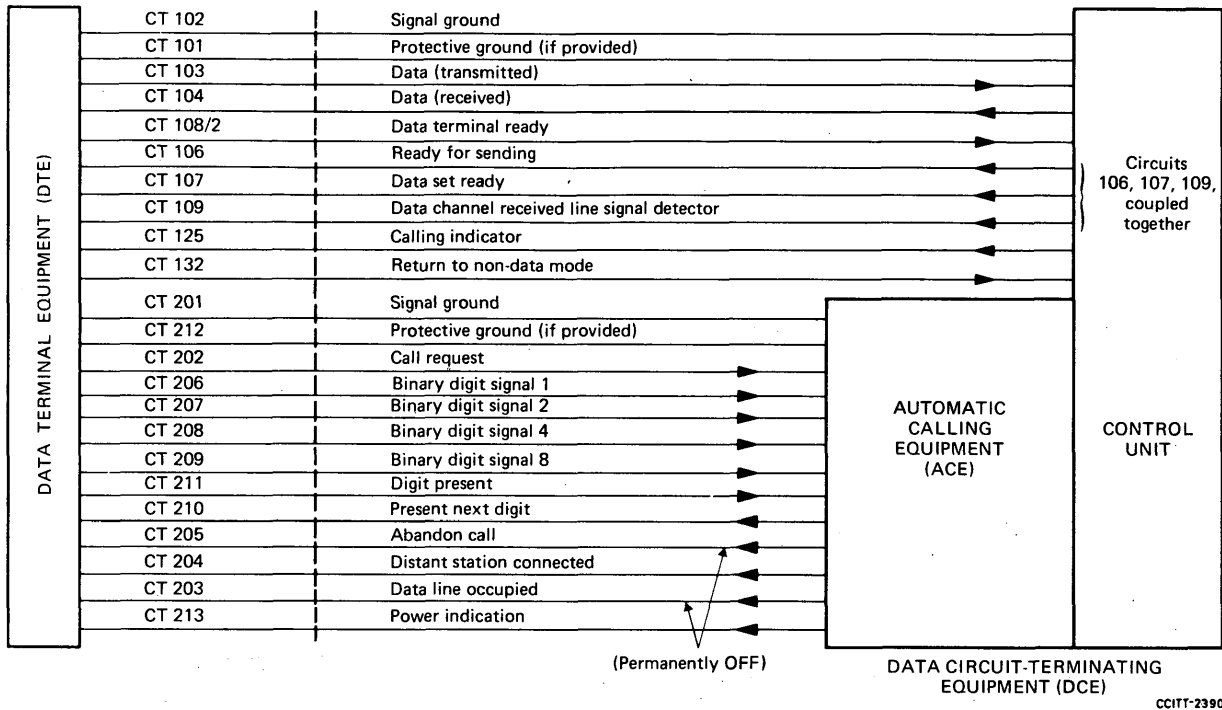 CT 102 Signal ground
CT 101 Protective ground (if provided)
CT 103 Data (transmitted)
CT 104 Data (received)
CT 108/2 Data terminal ready
CT 106 Ready for sending
CT 107 Data set ready
CT 109 Data channel received line signal detector
CT 125 Calling indicator
CT 132 Return to non-data mode
CT 201 Signal ground
CT 212 Protective ground (if provided)
CT 202 Call request
CT 206 Binary digit signal 1
CT 207 Binary digit signal 2
CT 208 Binary digit signal 4
CT 209 Binary digit signal 8
CT 211 Digit present
CT 210 Present next digit
CT 205 Abandon call
CT 204 Distant station connected
CT 203 Data line occupied
CT 213 Power indication
DATA TERMINAL EQUIPMENT (DTE)
Circuits
106, 107, 109,
coupled
together
AUTOMATIC
CALLING
EQUIPMENT
(ACE)
CONTROL
UNIT
(Permanently OFF)
DATA CIRCUIT-TERMINATING
EQUIPMENT (DCE)
CCITT-2390